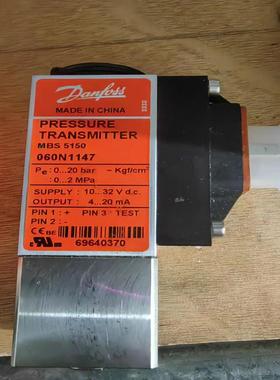 Danfoss
MADE IN CHINA
PRESSURE
TRANSMITTER
MBS 5150
060N1147
Pe : 0...20 bar ~ Kgf/cm²
: 0...2 MPa
SUPPLY : 10...32 V d.c.
OUTPUT : 4...20 mA
PIN 1 : + PIN 3 : TEST
PIN 2 : -
CE
69640370